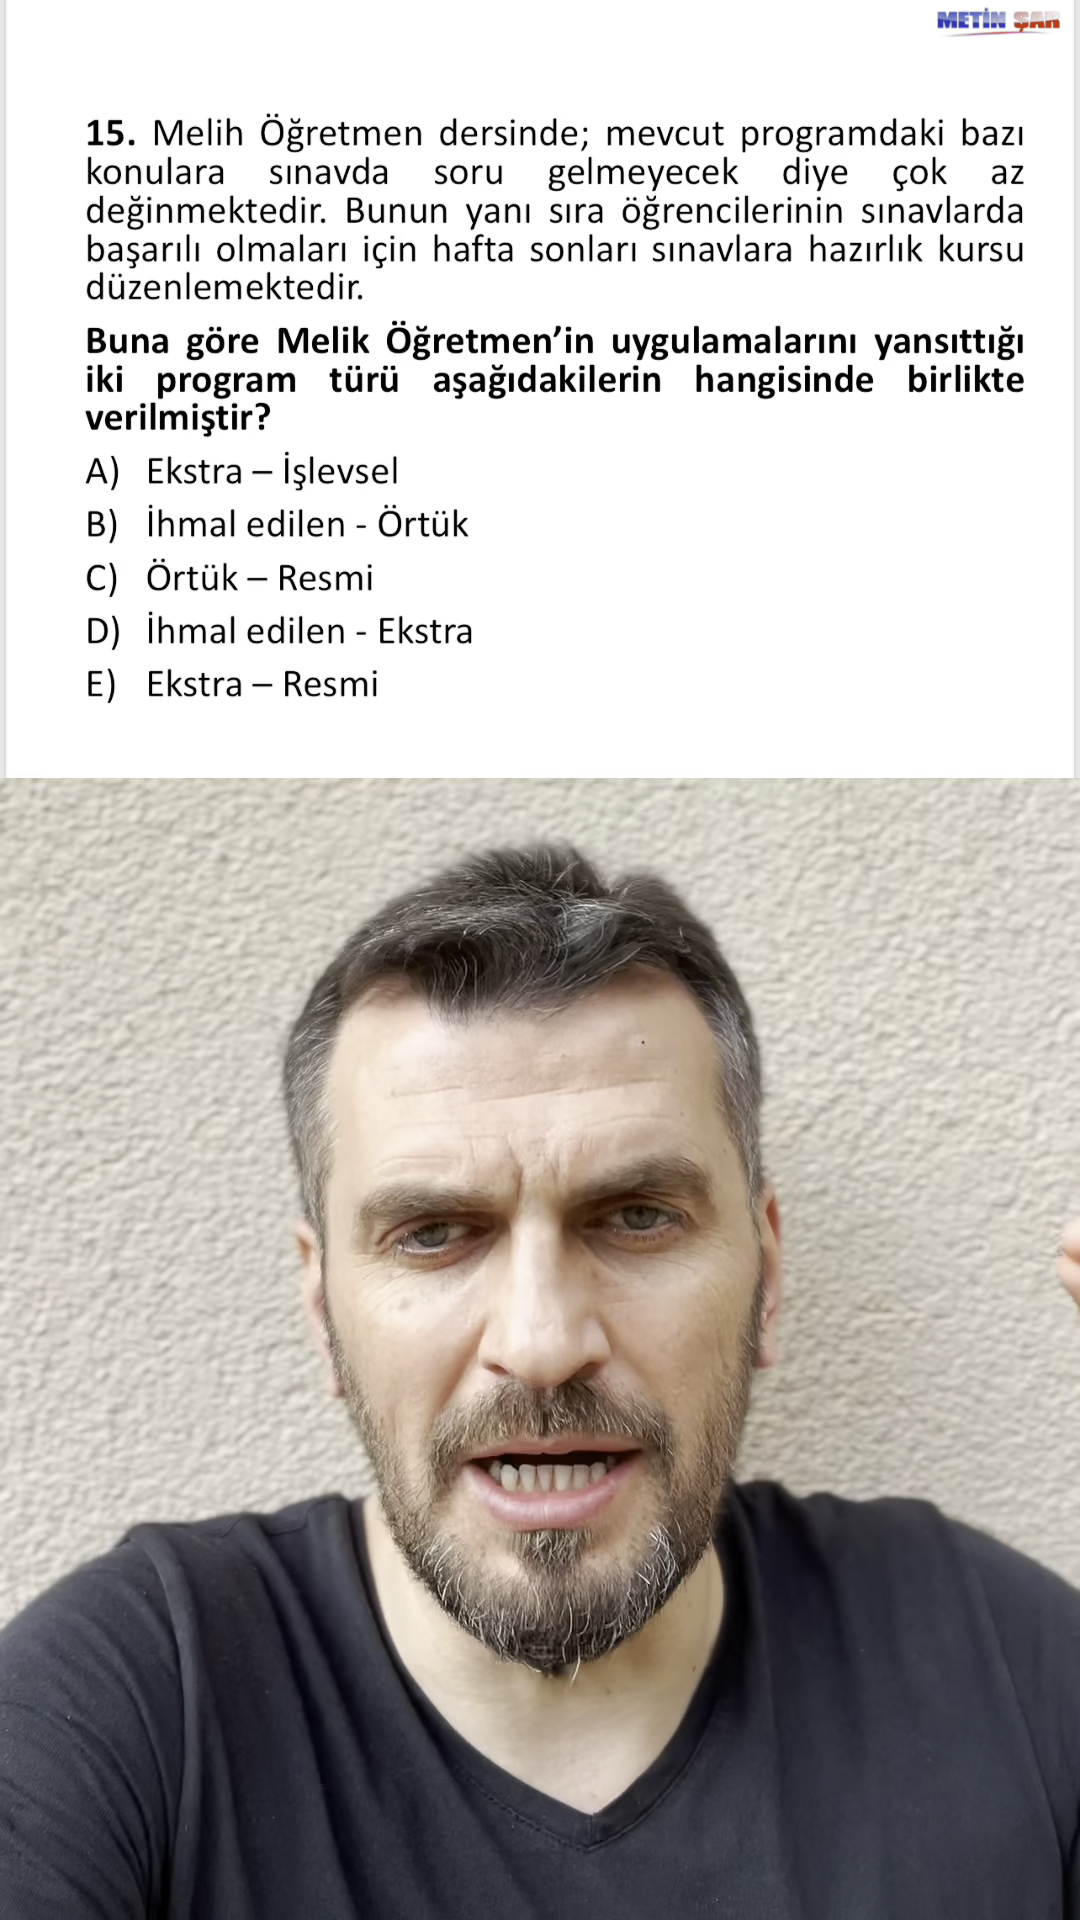 METİN ŞAR
15. Melih Öğretmen dersinde; mevcut programdaki bazı
konulara sınavda soru gelmeyecek diye çok az
değinmektedir. Bunun yanı sıra öğrencilerinin sınavlarda
başarılı olmaları için hafta sonları sınavlara hazırlık kursu
düzenlemektedir.
Buna göre Melik Öğretmen’in uygulamalarını yansıttığı
iki program türü aşağıdakilerin hangisinde birlikte
verilmiştir?
A) Ekstra – İşlevsel
B) İhmal edilen - Örtük
C) Örtük – Resmi
D) İhmal edilen - Ekstra
E) Ekstra – Resmi